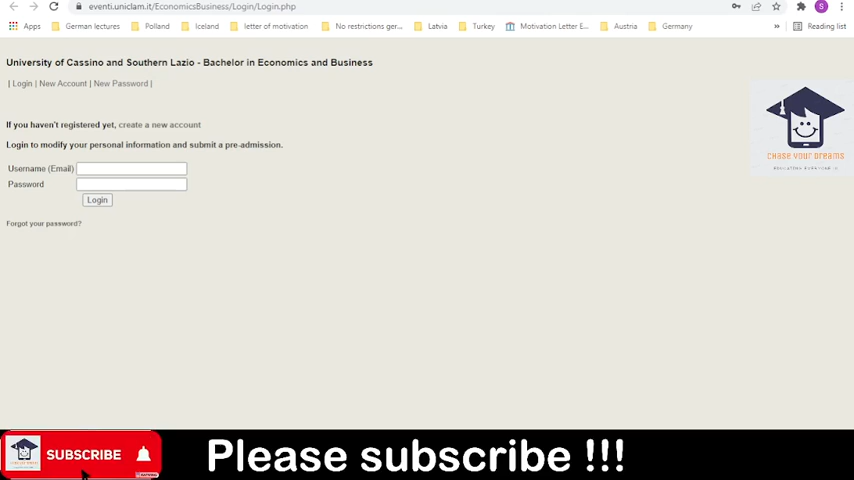 eventi.uniclam.it/EconomicsBusiness/Login/Login.php
Apps German lectures Polland Iceland letter of motivation No restrictions ger... Latvia Turkey Motivation Letter E... Austria Germany » Reading list
University of Cassino and Southern Lazio - Bachelor in Economics and Business
| Login | New Account | New Password |
If you haven't registered yet, create a new account
Login to modify your personal information and submit a pre-admission.
Username (Email)
Password
Login
Forgot your password?
CHASE YOUR DREAMS
SUBSCRIBE
Please subscribe !!!